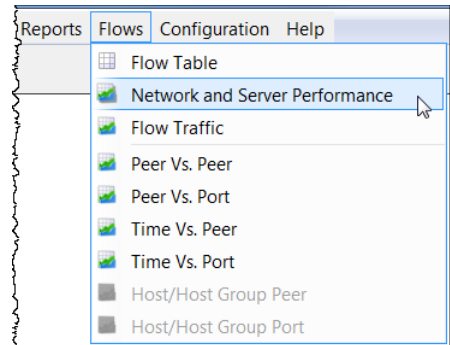 Reports Flows Configuration Help
Flow Table
Network and Server Performance
Flow Traffic
Peer Vs. Peer
Peer Vs. Port
Time Vs. Peer
Time Vs. Port
Host/Host Group Peer
Host/Host Group Port